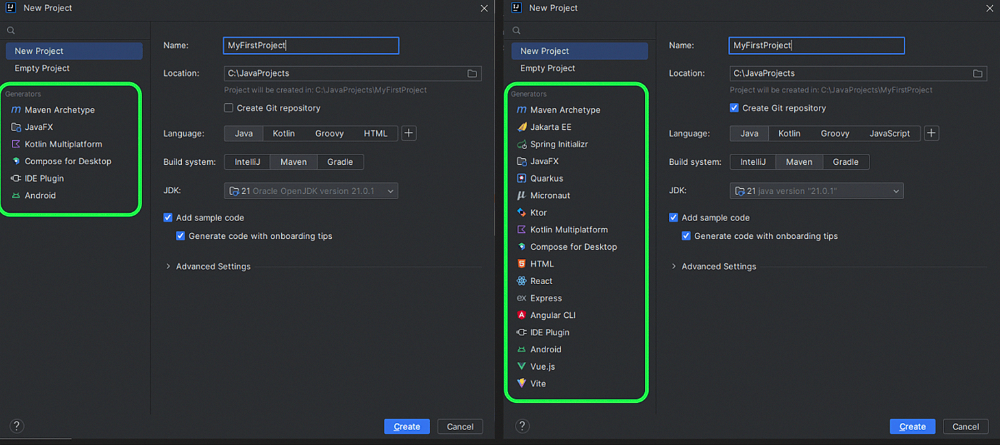 New Project
New Project
Empty Project
Generators
Maven Archetype
JavaFX
Kotlin Multiplatform
Compose for Desktop
IDE Plugin
Android
Name: MyFirstProject
Location: C:\JavaProjects
Project will be created in: C:\JavaProjects\MyFirstProject
Create Git repository
Language: Java Kotlin Groovy HTML +
Build system: IntelliJ Maven Gradle
JDK: 21 Oracle OpenJDK version 21.0.1
Add sample code
Generate code with onboarding tips
Advanced Settings
? Create Cancel
New Project
New Project
Empty Project
Generators
Maven Archetype
Jakarta EE
Spring Initializr
JavaFX
Quarkus
Micronaut
Ktor
Kotlin Multiplatform
Compose for Desktop
HTML
React
ex Express
Angular CLI
IDE Plugin
Android
Vue.js
Vite
Name: MyFirstProject
Location: C:\JavaProjects
Project will be created in: C:\JavaProjects\MyFirstProject
Create Git repository
Language: Java Kotlin Groovy JavaScript +
Build system: IntelliJ Maven Gradle
JDK: 21 java version "21.0.1"
Add sample code
Generate code with onboarding tips
Advanced Settings
? Create Cancel